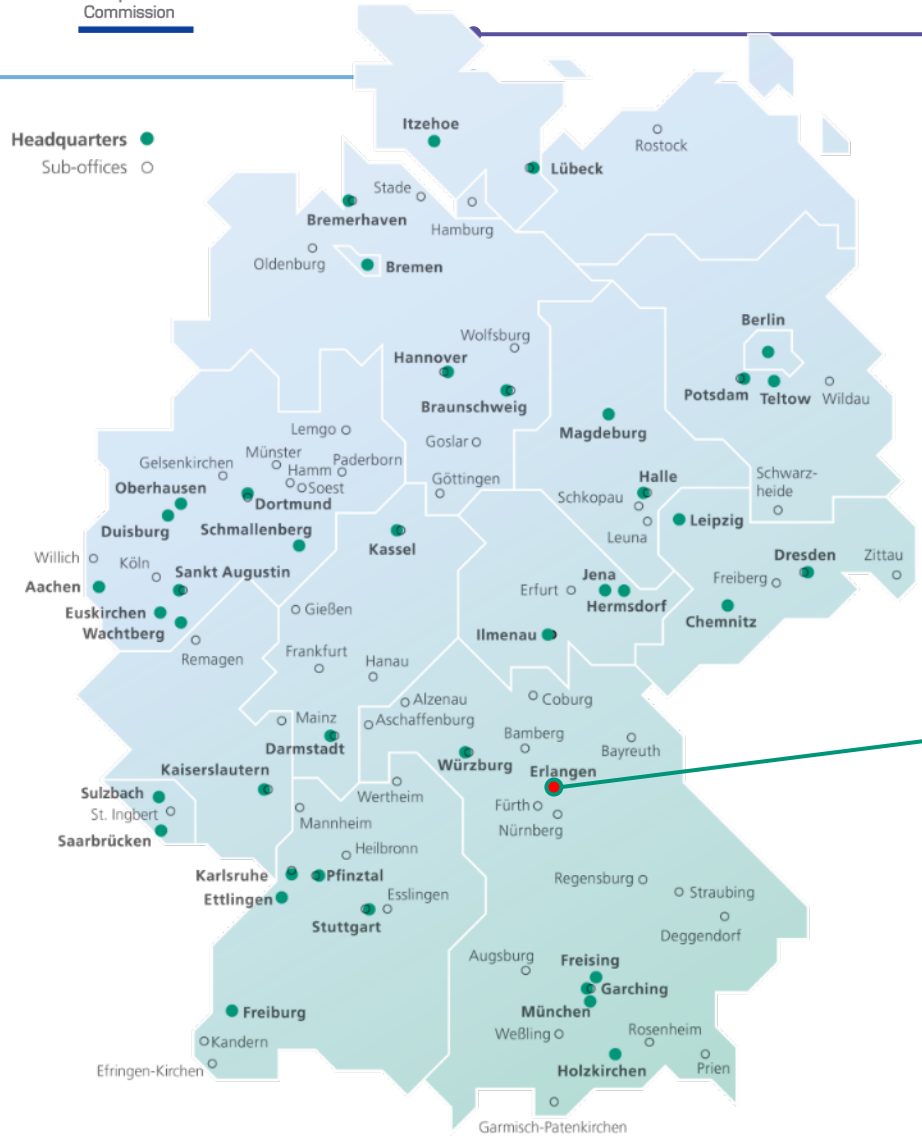 Commission
Headquarters
Sub-offices
Itzehoe
Rostock
Lübeck
Stade
Bremerhaven
Hamburg
Oldenburg
Bremen
Berlin
Wolfsburg
Hannover
Potsdam
Teltow
Wildau
Braunschweig
Lemgo
Magdeburg
Goslar
Münster
Gelsenkirchen
Hamm
Paderborn
Oberhausen
Soest
Göttingen
Halle
Schwarz-
heide
Dortmund
Schkopau
Duisburg
Schmallenberg
Leipzig
Leuna
Kassel
Willich
Köln
Dresden
Zittau
Sankt Augustin
Jena
Freiberg
Aachen
Erfurt
Hermsdorf
Euskirchen
Gießen
Chemnitz
Wachtberg
Ilmenau
Remagen
Frankfurt
Hanau
Alzenau
Coburg
Mainz
Aschaffenburg
Bamberg
Darmstadt
Bayreuth
Kaiserslautern
Würzburg
Erlangen
Sulzbach
Wertheim
St. Ingbert
Fürth
Mannheim
Nürnberg
Saarbrücken
Heilbronn
Karlsruhe
Pfinztal
Regensburg
Straubing
Ettlingen
Esslingen
Stuttgart
Deggendorf
Augsburg
Freising
Garching
München
Freiburg
Weßling
Rosenheim
Kandern
Efringen-Kirchen
Holzkirchen
Prien
Garmisch-Patenkirchen